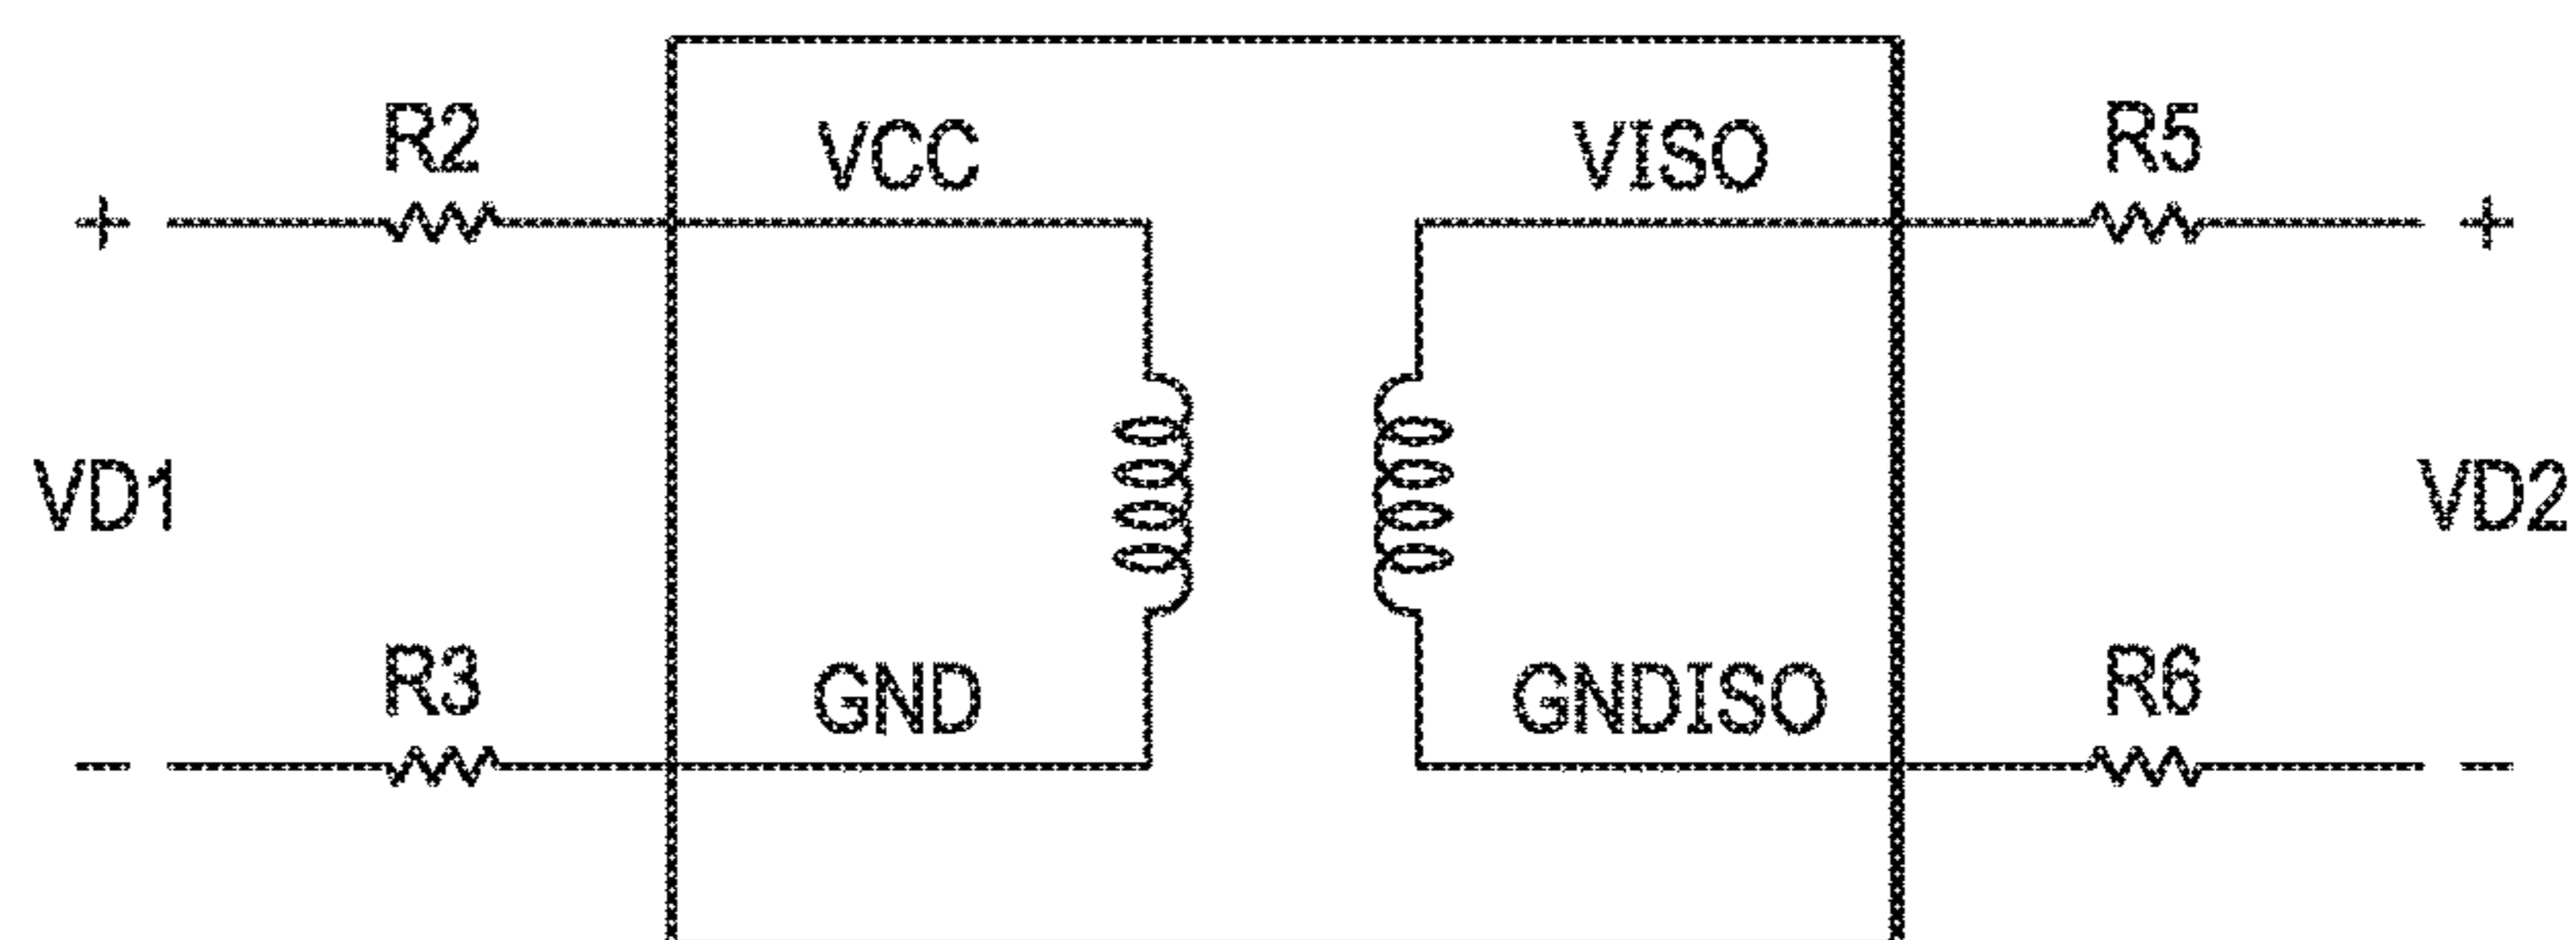 R2 VCC VISO R5
+ +
VD1 VD2
R3 GND GNDISO R6
- -